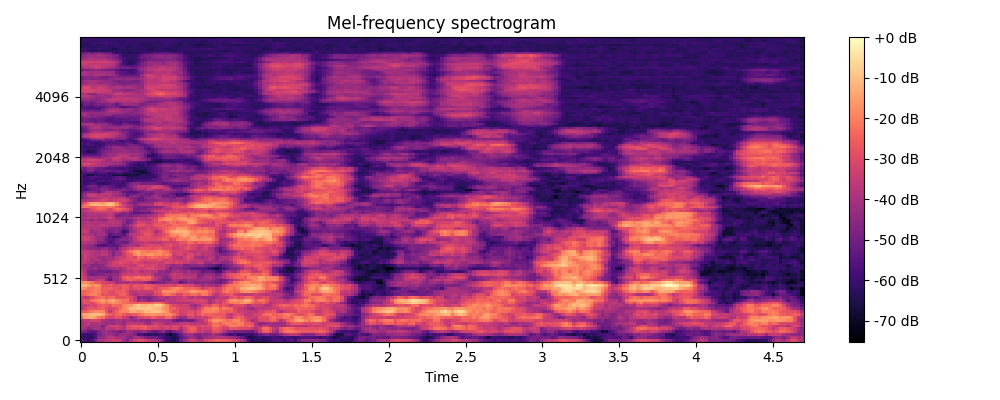 Mel-frequency spectrogram
+0 dB
-10 dB
-20 dB
-30 dB
-40 dB
-50 dB
-60 dB
-70 dB
4096
2048
1024
512
0
Hz
0 0.5 1 1.5 2 2.5 3 3.5 4 4.5
Time